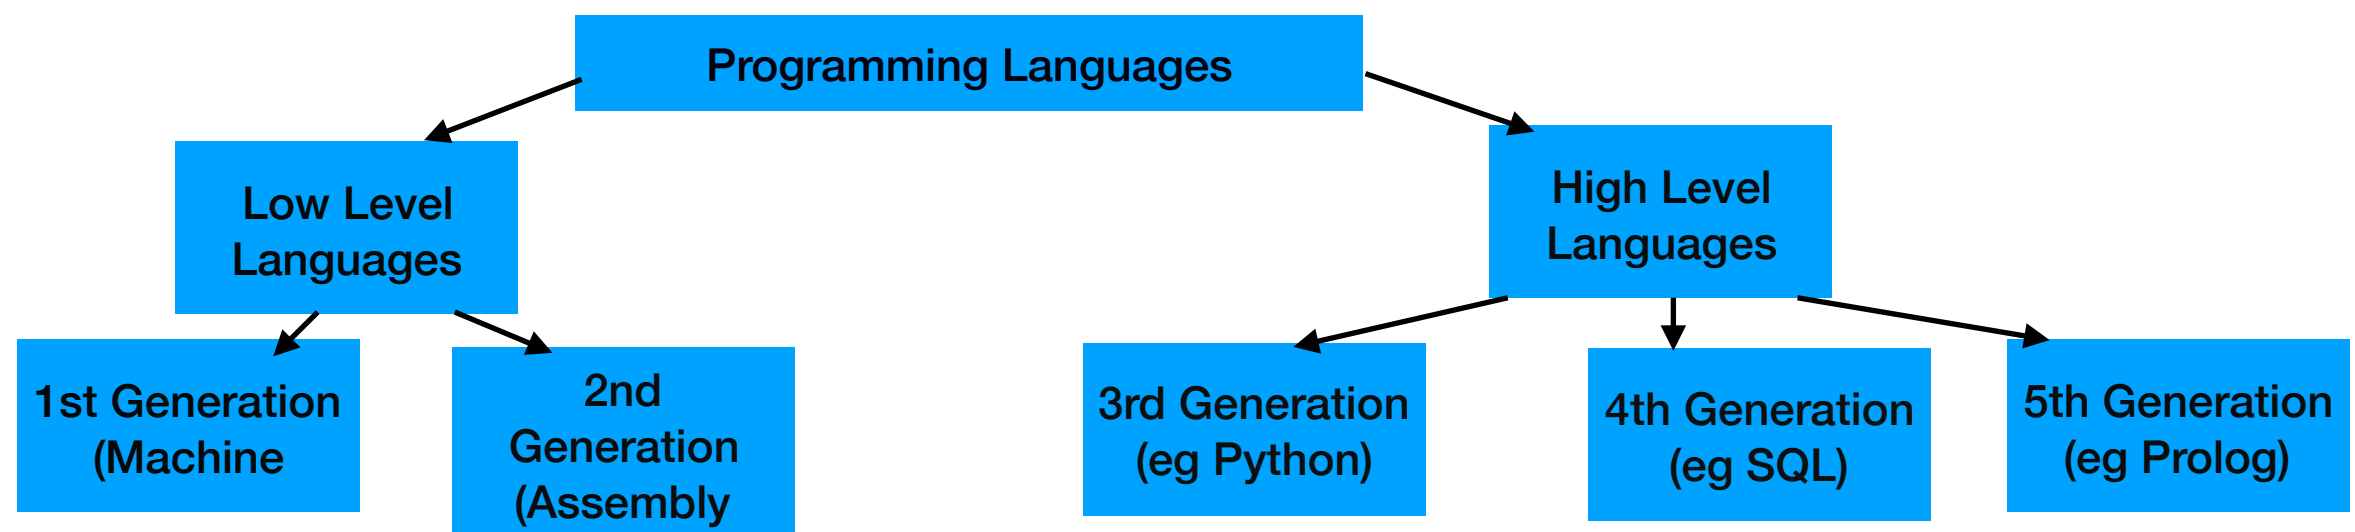 Programming Languages
Low Level
Languages
High Level
Languages
1st Generation
(Machine
2nd
Generation
(Assembly
3rd Generation
(eg Python)
4th Generation
(eg SQL)
5th Generation
(eg Prolog)